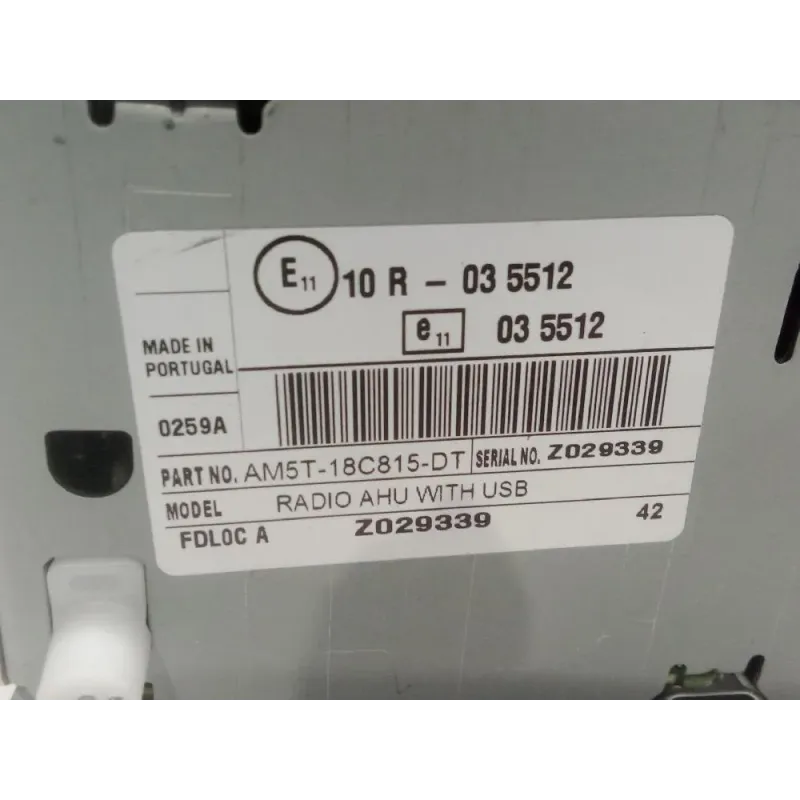 E11 10 R - 03 5512
e11 03 5512
MADE IN
PORTUGAL
0259A
PART NO. AM5T-18C815-DT SERIAL NO. Z029339
MODEL RADIO AHU WITH USB
FDLOC A Z029339 42